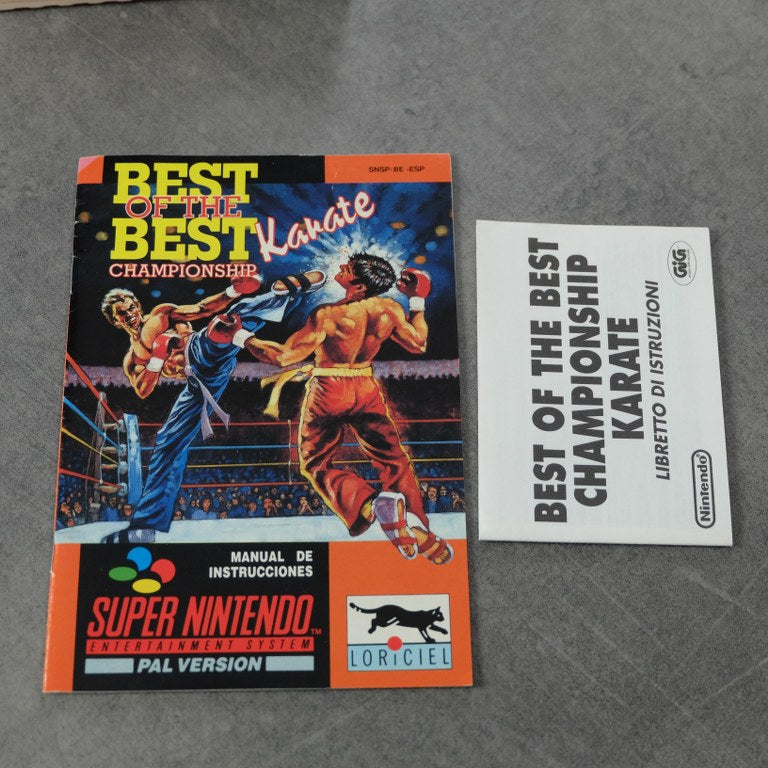 SNSP-BE -ESP
BEST
OF THE
BEST
Karate
CHAMPIONSHIP
MANUAL DE
INSTRUCCIONES
SUPER NINTENDO™
ENTERTAINMENT SYSTEM
PAL VERSION
LORICIEL
BEST OF THE BEST
CHAMPIONSHIP
KARATE
LIBRETTO DI ISTRUZIONI
GiG
Nintendo